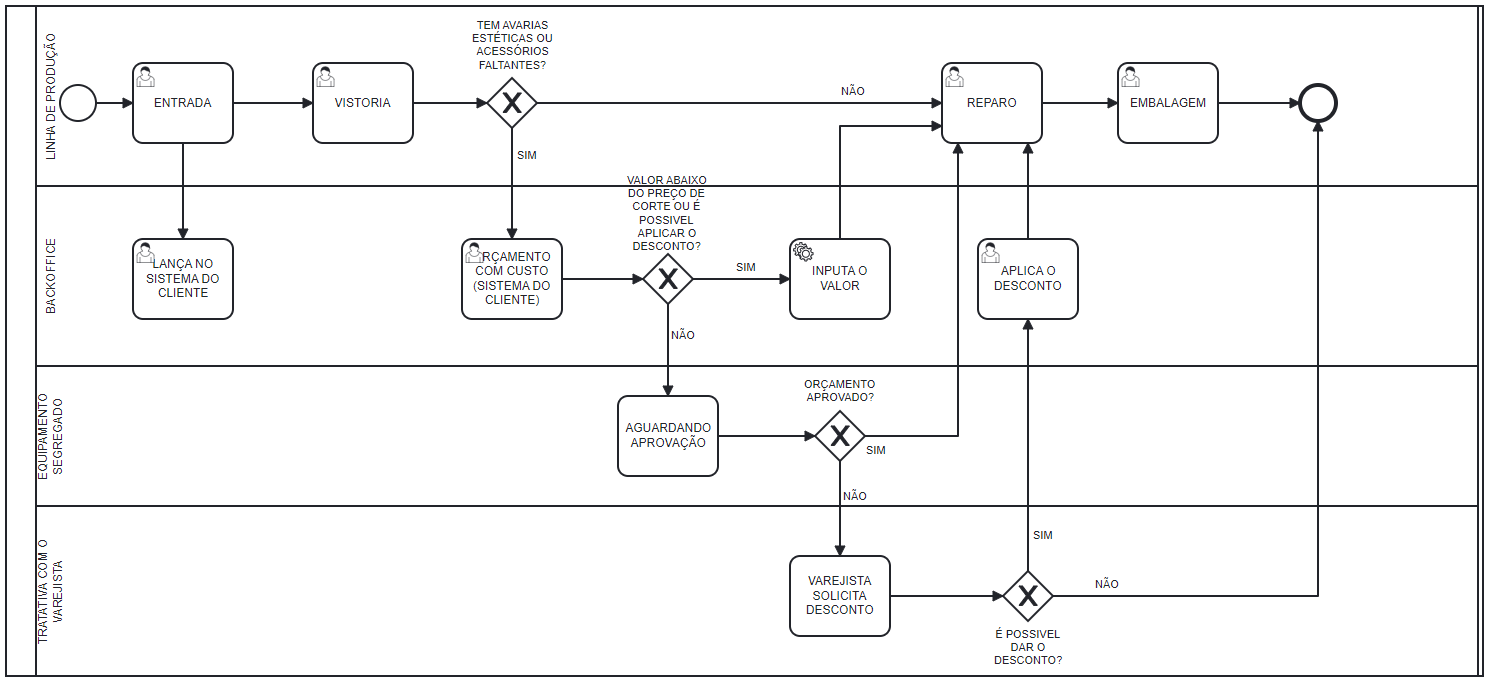 LINHA DE PRODUÇÃO
TEM AVARIAS
ESTÉTICAS OU
ACESSÓRIOS
FALTANTES?
ENTRADA
VISTORIA
NÃO
REPARO
EMBALAGEM
SIM
BACKOFFICE
LANÇA NO
SISTEMA DO
CLIENTE
ORÇAMENTO
COM CUSTO
(SISTEMA DO
CLIENTE)
VALOR ABAIXO
DO PREÇO DE
CORTE OU É
POSSIVEL
APLICAR O
DESCONTO?
SIM
INPUTA O
VALOR
APLICA O
DESCONTO
NÃO
EQUIPAMENTO
SEGREGADO
AGUARDANDO
APROVAÇÃO
ORÇAMENTO
APROVADO?
SIM
NÃO
TRATATIVA COM O
VAREJISTA
VAREJISTA
SOLICITA
DESCONTO
SIM
NÃO
É POSSIVEL
DAR O
DESCONTO?